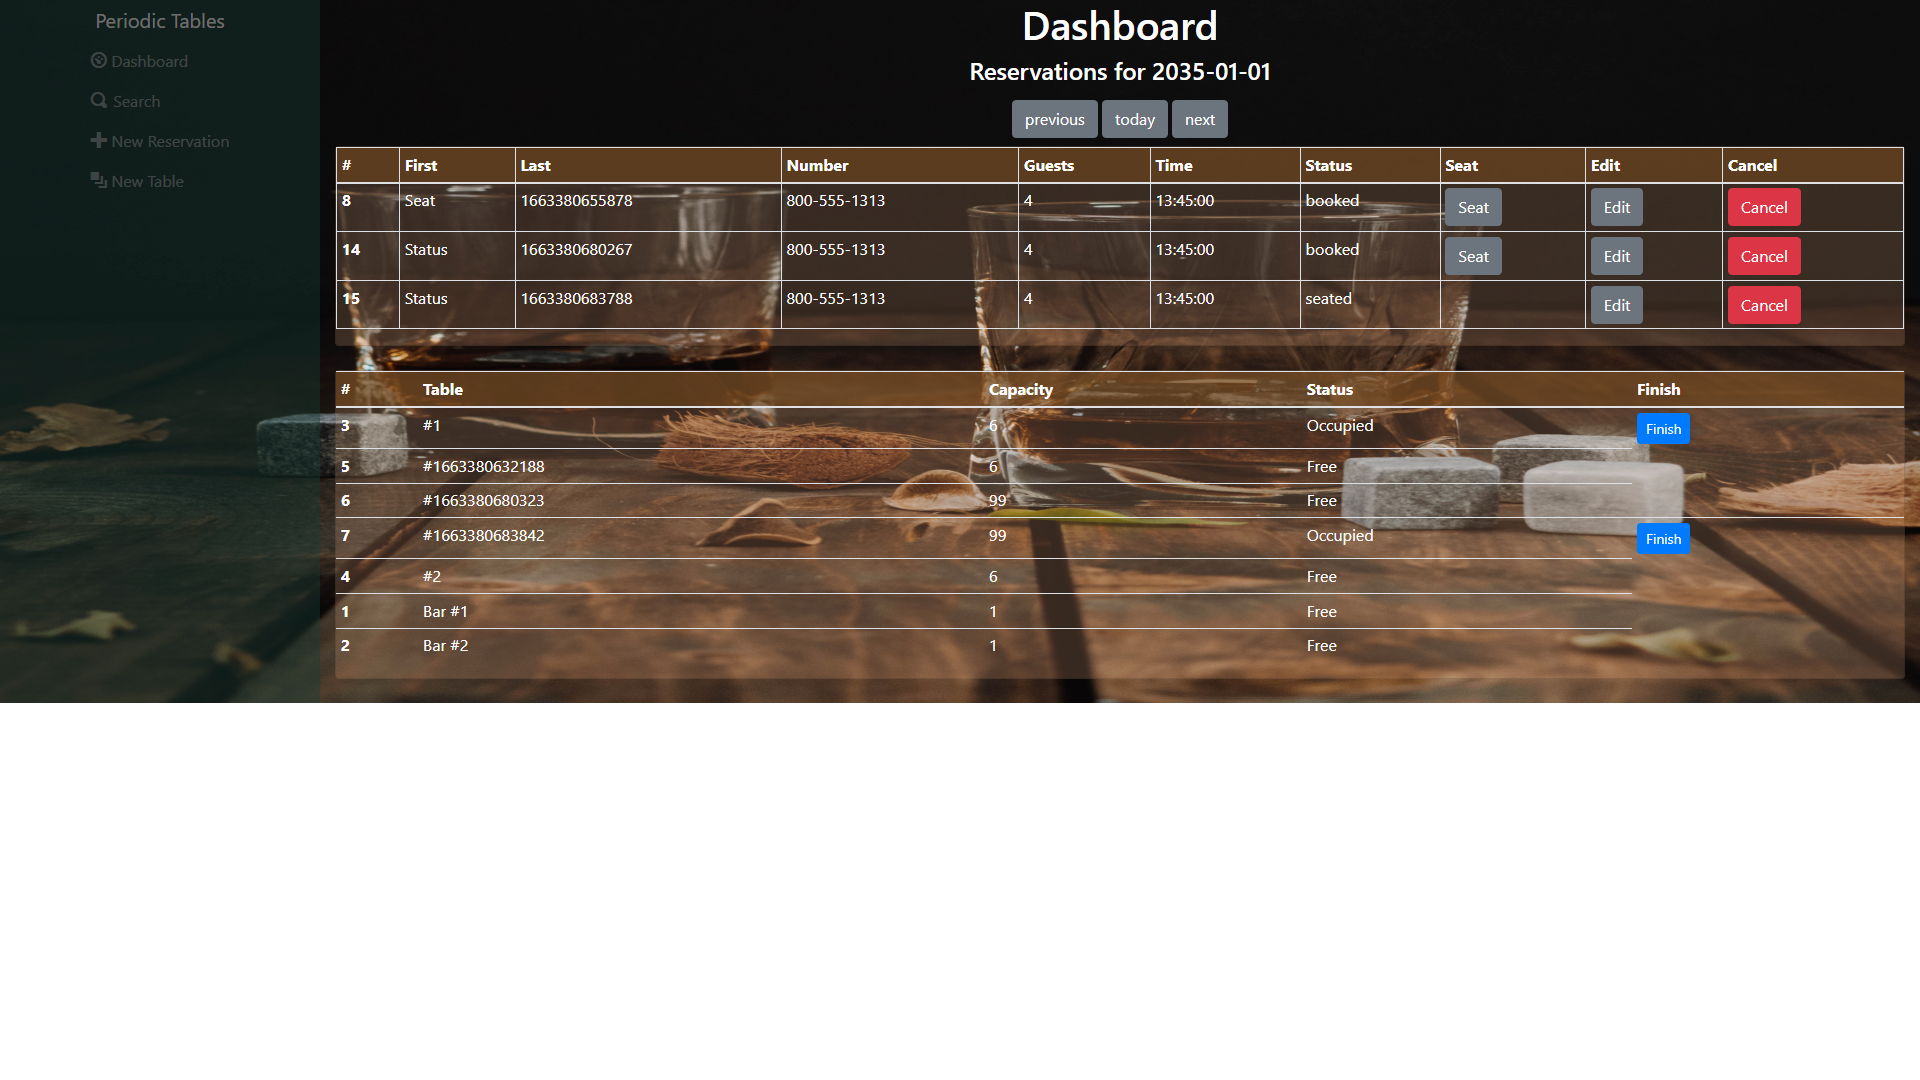 Periodic Tables
Dashboard
Search
New Reservation
New Table
Dashboard
Reservations for 2035-01-01
previous today next
# First Last Number Guests Time Status Seat Edit Cancel
8 Seat 1663380655878 800-555-1313 4 13:45:00 booked Seat Edit Cancel
14 Status 1663380680267 800-555-1313 4 13:45:00 booked Seat Edit Cancel
15 Status 1663380683788 800-555-1313 4 13:45:00 seated Edit Cancel
# Table Capacity Status Finish
3 #1 6 Occupied Finish
5 #1663380632188 6 Free
6 #1663380680323 99 Free
7 #1663380683842 99 Occupied Finish
4 #2 6 Free
1 Bar #1 1 Free
2 Bar #2 1 Free